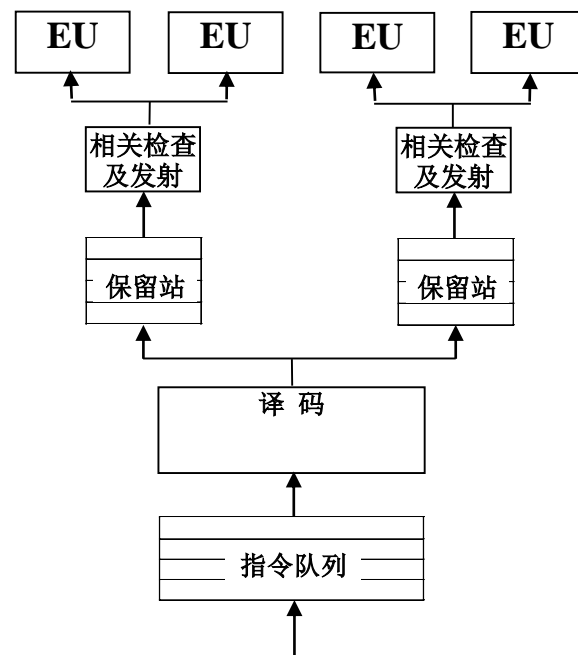 EU EU EU EU
相关检查
及发射
相关检查
及发射
保留站 保留站
译 码
指令队列